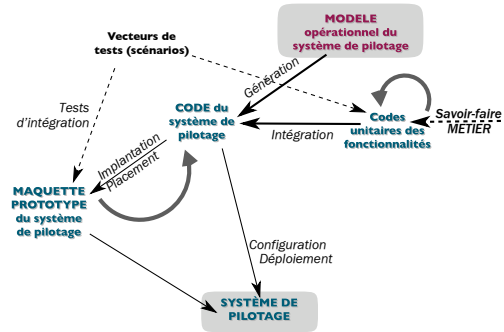 MODELE
opérationnel du
système de pilotage
Vecteurs de
tests (scénarios)
Génération
Tests
d'intégration
CODE du
système de
pilotage
Intégration
Codes
unitaires des
fonctionnalités
Savoir-faire
METIER
Implantation
Placement
MAQUETTE
PROTOTYPE
du système
de pilotage
Configuration
Déploiement
SYSTÈME DE
PILOTAGE